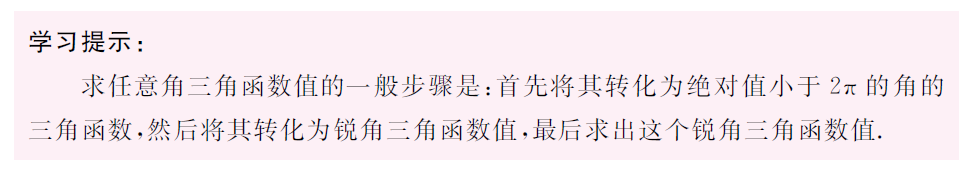 学习提示:
求任意角三角函数值的一般步骤是:首先将其转化为绝对值小于 2π 的角的
三角函数,然后将其转化为锐角三角函数值,最后求出这个锐角三角函数值.